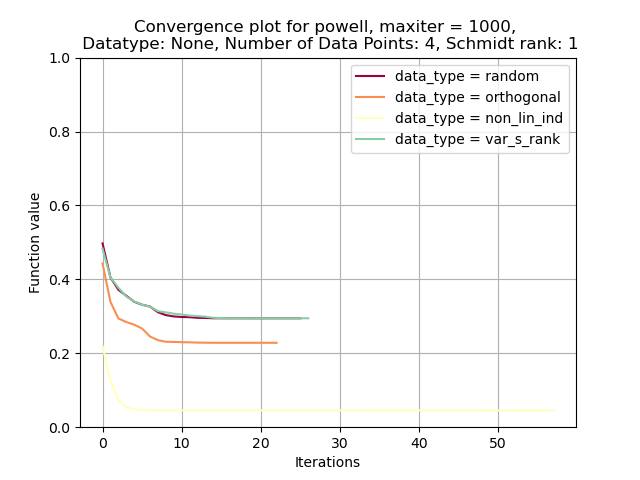 Convergence plot for powell, maxiter = 1000,
Datatype: None, Number of Data Points: 4, Schmidt rank: 1
1.0
0.8
0.6
0.4
0.2
0.0
Function value
data_type = random
data_type = orthogonal
data_type = non_lin_ind
data_type = var_s_rank
0 10 20 30 40 50
Iterations